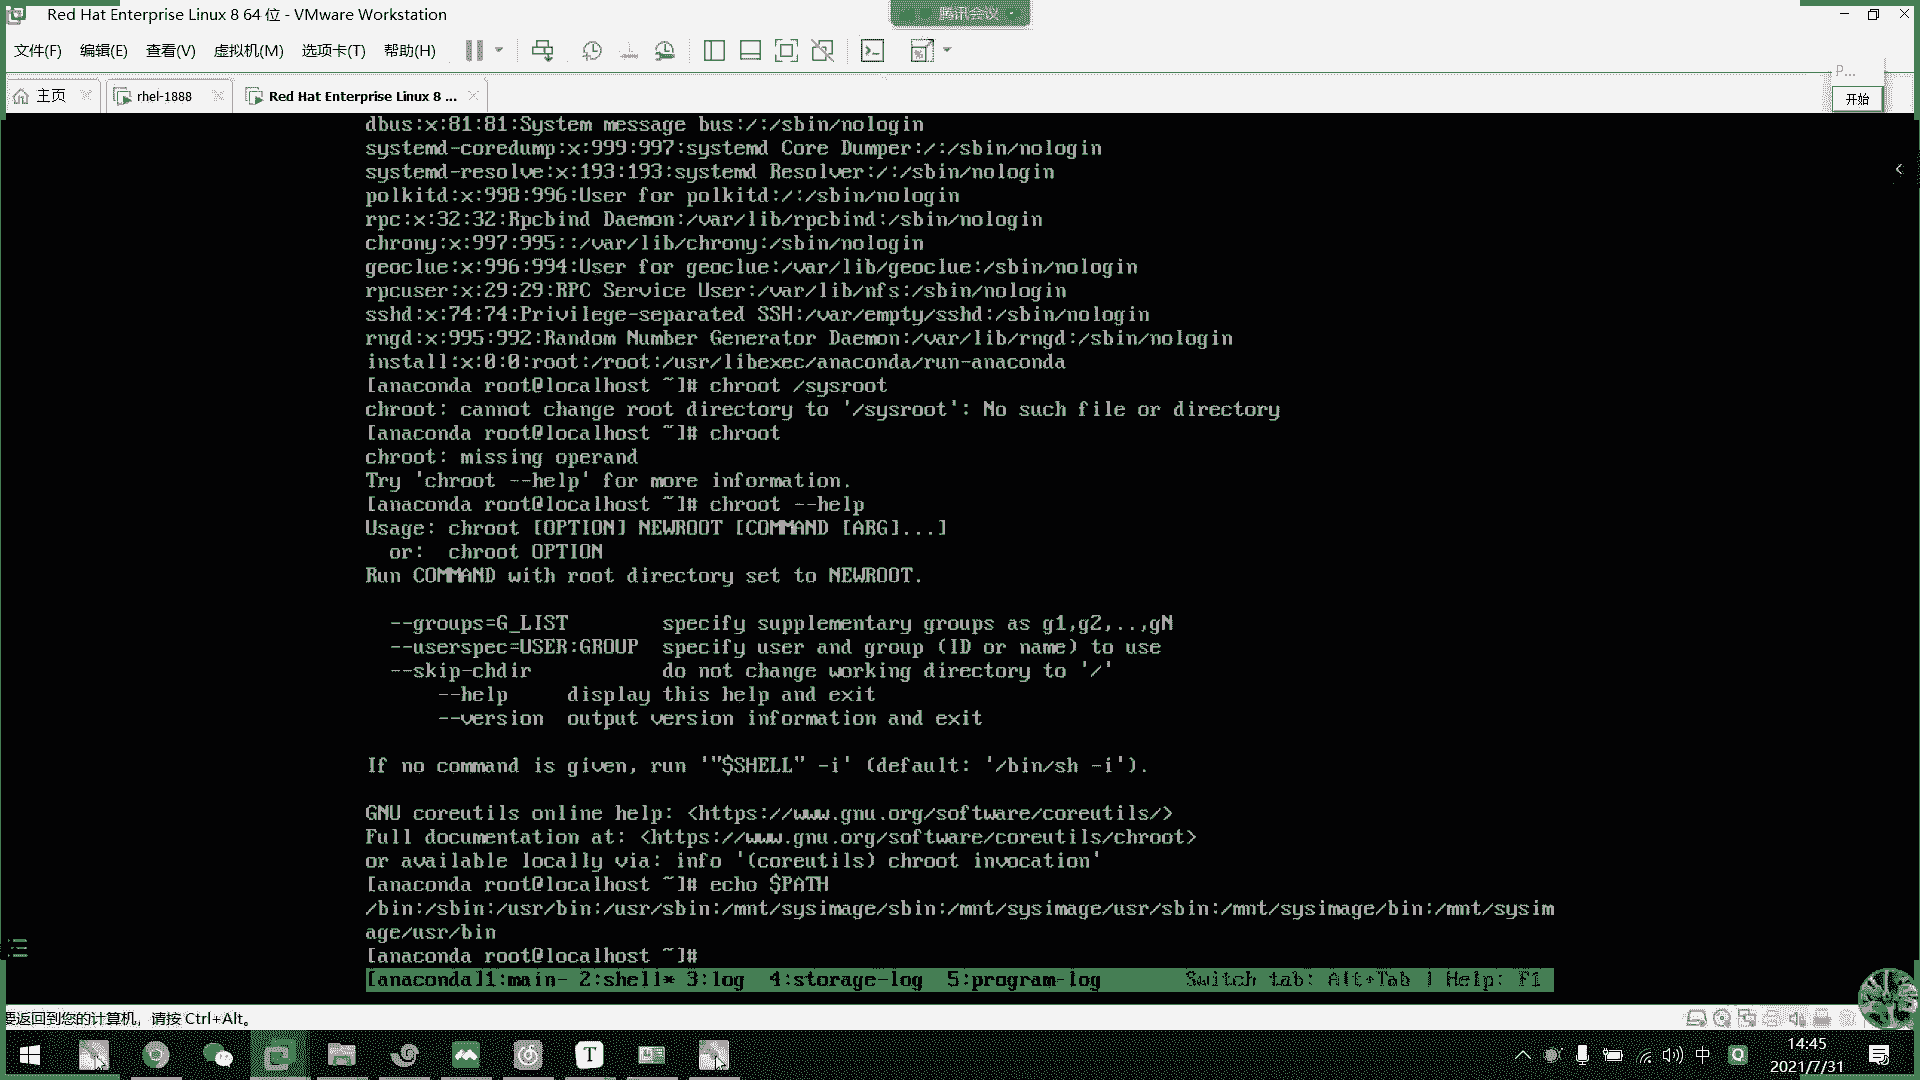 Red Hat Enterprise Linux 8 64 位 - VMware Workstation
腾讯会议
文件(F) 编辑(E) 查看(V) 虚拟机(M) 选项卡(T) 帮助(H)
P...
主页 rhel-1888 Red Hat Enterprise Linux 8 ...
开始
dbus:x:81:81:System message bus:/:/sbin/nologin
systemd-coredump:x:999:997:systemd Core Dumper:/:/sbin/nologin
systemd-resolve:x:193:193:systemd Resolver:/:/sbin/nologin
polkitd:x:998:996:User for polkitd:/:/sbin/nologin
rpc:x:32:32:Rpcbind Daemon:/var/lib/rpcbind:/sbin/nologin
chrony:x:997:995::/var/lib/chrony:/sbin/nologin
geoclue:x:996:994:User for geoclue:/var/lib/geoclue:/sbin/nologin
rpcuser:x:29:29:RPC Service User:/var/lib/nfs:/sbin/nologin
sshd:x:74:74:Privilege-separated SSH:/var/empty/sshd:/sbin/nologin
rngd:x:995:992:Random Number Generator Daemon:/var/lib/rngd:/sbin/nologin
install:x:0:0:root:/root:/usr/libexec/anaconda/run-anaconda
[anaconda root@localhost ~]# chroot /sysroot
chroot: cannot change root directory to '/sysroot': No such file or directory
[anaconda root@localhost ~]# chroot
chroot: missing operand
Try 'chroot --help' for more information.
[anaconda root@localhost ~]# chroot --help
Usage: chroot [OPTION] NEWROOT [COMMAND [ARG]...]
or: chroot OPTION
Run COMMAND with root directory set to NEWROOT.
--groups=G_LIST specify supplementary groups as g1,g2,..,gN
--userspec=USER:GROUP specify user and group (ID or name) to use
--skip-chdir do not change working directory to '/'
--help display this help and exit
--version output version information and exit
If no command is given, run '"$SHELL" -i' (default: '/bin/sh -i').
GNU coreutils online help: <https://www.gnu.org/software/coreutils/>
Full documentation at: <https://www.gnu.org/software/coreutils/chroot>
or available locally via: info '(coreutils) chroot invocation'
[anaconda root@localhost ~]# echo $PATH
/bin:/sbin:/usr/bin:/usr/sbin:/mnt/sysimage/sbin:/mnt/sysimage/usr/sbin:/mnt/sysimage/bin:/mnt/sysim
age/usr/bin
[anaconda root@localhost ~]#
[anaconda]1:main- 2:shell* 3:log 4:storage-log 5:program-log Switch tab: Alt+Tab | Help: F1
要返回到您的计算机，请按 Ctrl+Alt。
14:45
中
2021/7/31